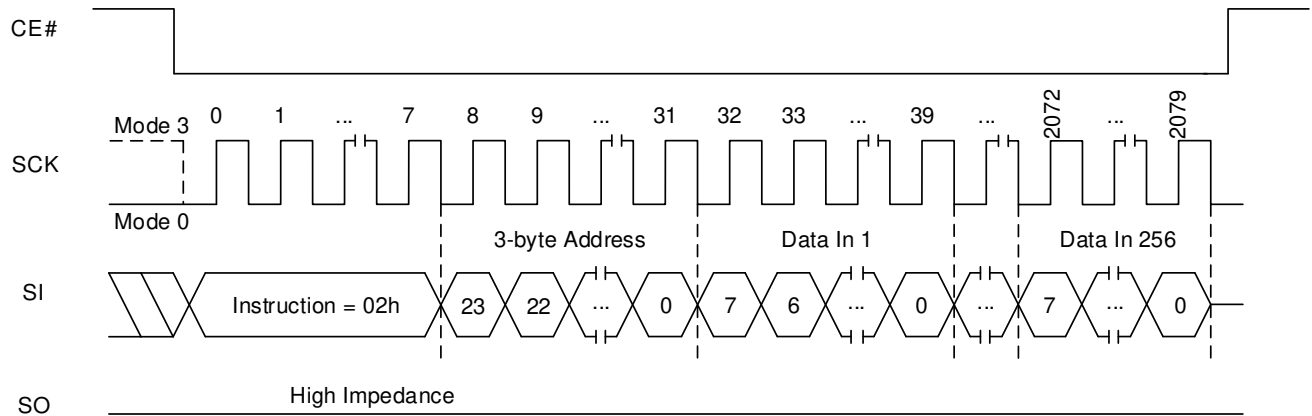 CE#
0 1 ... 7 8 9 ... 31 32 33 ... 39 ... 2072 ... 2079
Mode 3
SCK
Mode 0
3-byte Address Data In 1 Data In 256
SI Instruction = 02h 23 22 ... 0 7 6 ... 0 ... 7 ... 0
High Impedance
SO